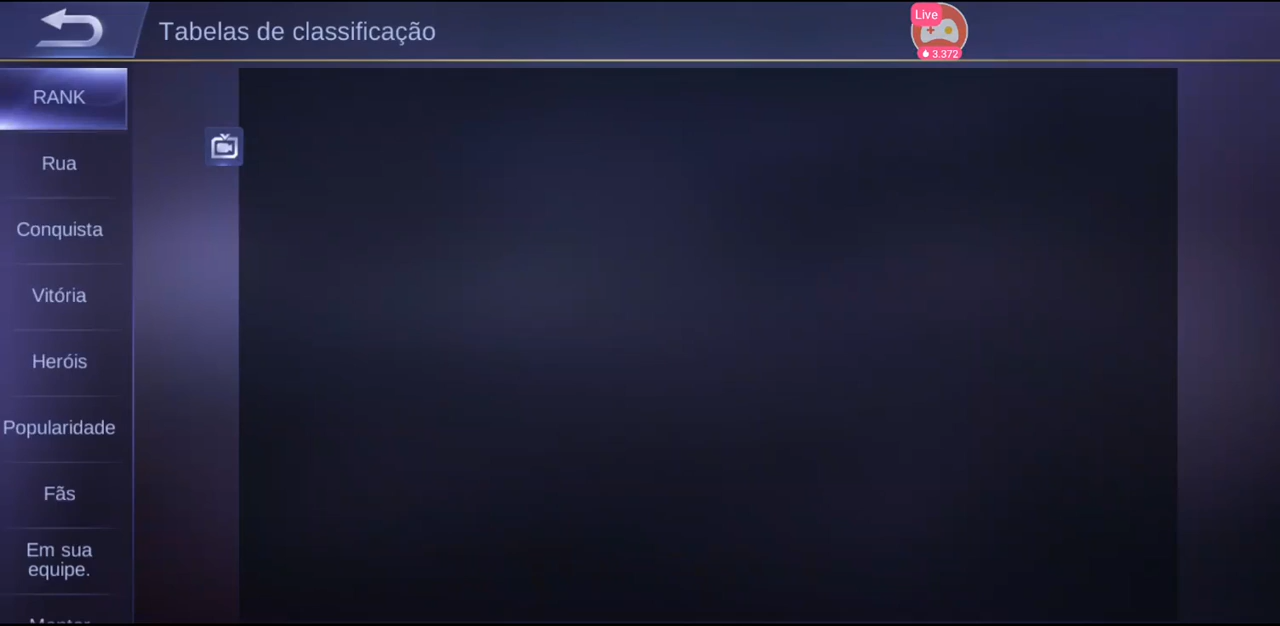 Tabelas de classificação
Live
3.372
RANK
Rua
Conquista
Vitória
Heróis
Popularidade
Fãs
Em sua
equipe.